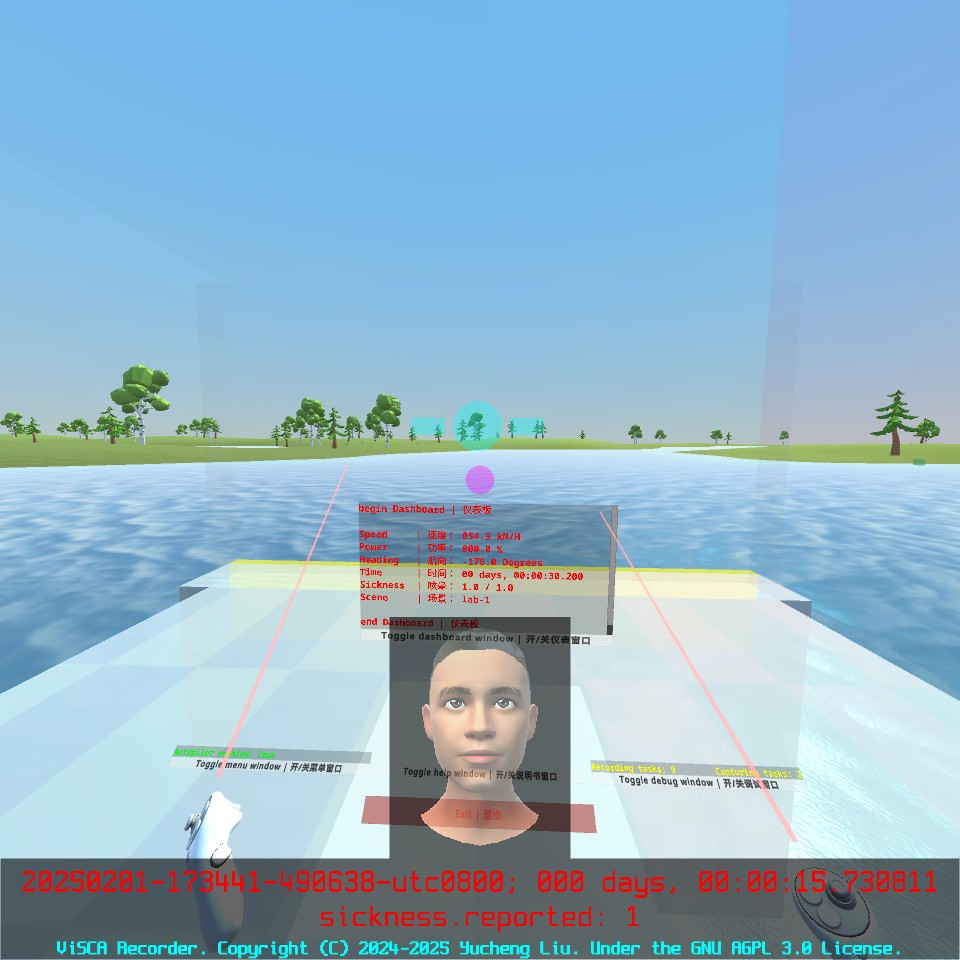 begin Dashboard | 仪表板
Speed | 速度： 054.9 kM/H
Power | 功率： 000.0 %
Heading | 航向： -176.0 Degrees
Time | 时间： 00 days, 00:00:30.200
Sickness | 眩晕： 1.0 / 1.0
Scene | 场景： lab-1
end Dashboard | 仪表板
Toggle dashboard window | 开/关仪表窗口
Autopilot enabled: True
Toggle menu window | 开/关菜单窗口
Toggle help window | 开/关说明书窗口
Recording tasks: 0 Capturing tasks:
Toggle debug window | 开/关调试窗口
Exit | 退出
20250201-173441-490638-utc0800; 000 days, 00:00:15.730811
sickness.reported: 1
ViSCA Recorder. Copyright (C) 2024-2025 Yucheng Liu. Under the GNU AGPL 3.0 License.